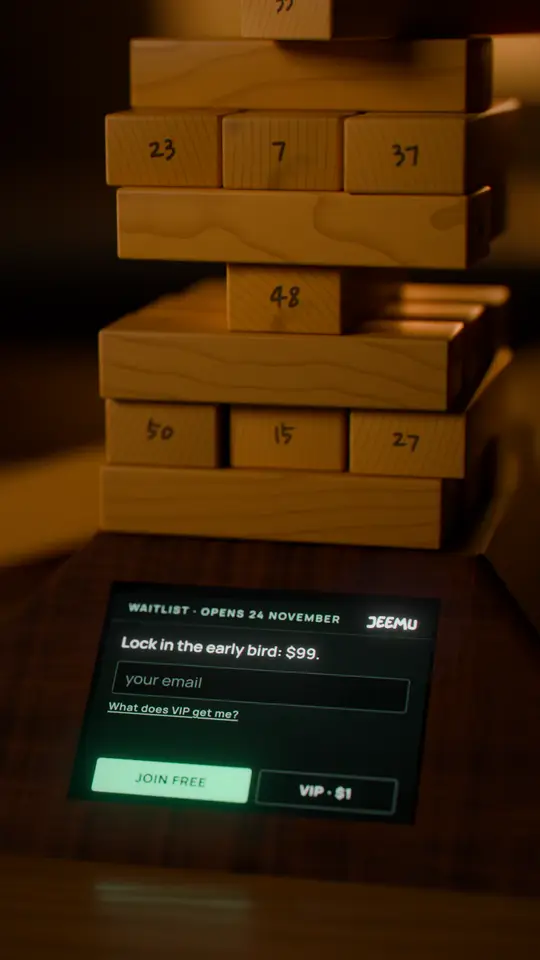 23 7 37
48
50 15 27
WAITLIST · OPENS 24 NOVEMBER JEEMU
Lock in the early bird: $99.
your email
What does VIP get me?
JOIN FREE VIP · $1